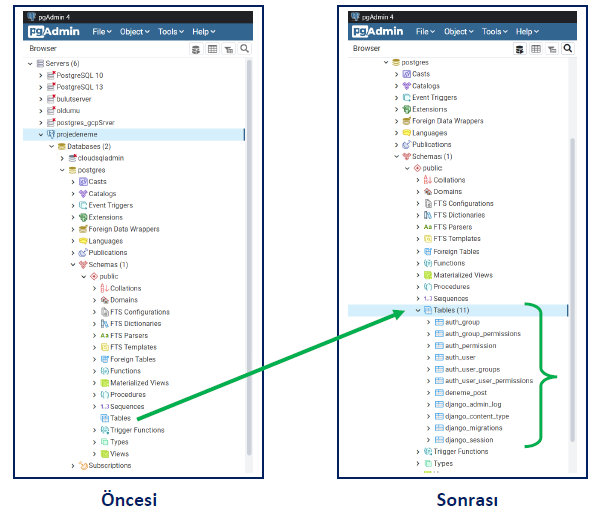 pgAdmin 4
pgAdmin File Object Tools Help
Browser
Servers (6)
PostgreSQL 10
PostgreSQL 13
bulutserver
oldumu
postgres_gcpSrver
projedeneme
Databases (2)
cloudsqladmin
postgres
Casts
Catalogs
Event Triggers
Extensions
Foreign Data Wrappers
Languages
Publications
Schemas (1)
public
Collations
Domains
FTS Configurations
FTS Dictionaries
FTS Parsers
FTS Templates
Foreign Tables
Functions
Materialized Views
Procedures
1..3 Sequences
Tables
Trigger Functions
Types
Views
Subscriptions
Öncesi
pgAdmin 4
pgAdmin File Object Tools Help
Browser
postgres
Casts
Catalogs
Event Triggers
Extensions
Foreign Data Wrappers
Languages
Publications
Schemas (1)
public
Collations
Domains
FTS Configurations
FTS Dictionaries
Aa FTS Parsers
FTS Templates
Foreign Tables
Functions
Materialized Views
Procedures
1..3 Sequences
Tables (11)
auth_group
auth_group_permissions
auth_permission
auth_user
auth_user_groups
auth_user_user_permissions
deneme_post
django_admin_log
django_content_type
django_migrations
django_session
Trigger Functions
Types
Sonrası